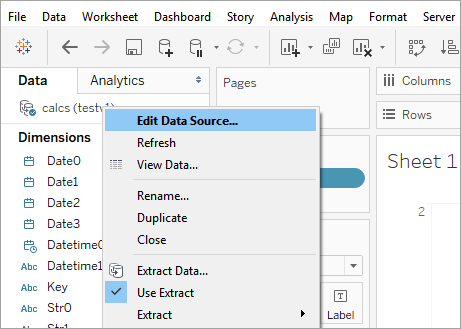 File Data Worksheet Dashboard Story Analysis Map Format Server
Data Analytics
Pages
Columns
Rows
calcs (testv1)
Dimensions
Date0
Date1
Date2
Date3
Datetime0
Abc Datetime1
Abc Key
Abc Str0
Abc Str1
Edit Data Source...
Refresh
View Data...
Rename...
Duplicate
Close
Extract Data...
Use Extract
Extract
Label
Sheet 1
2